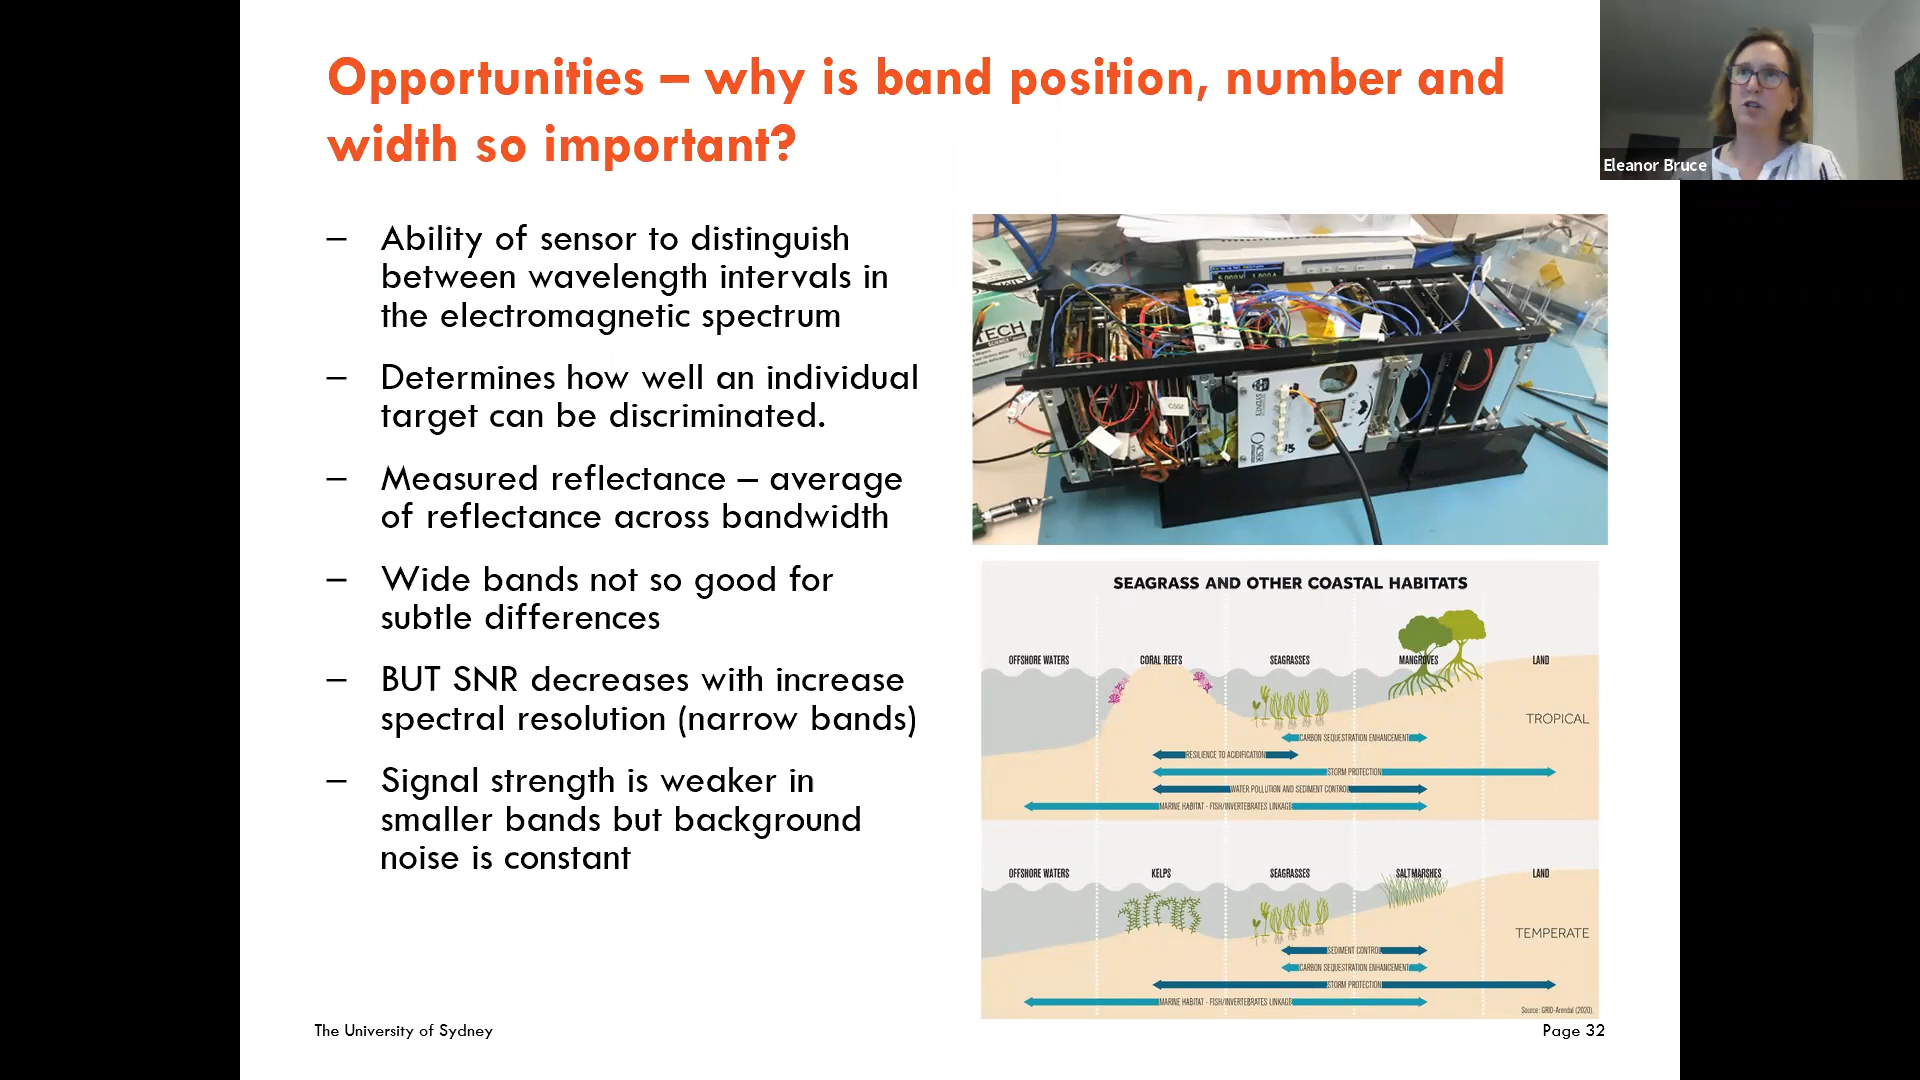 Opportunities – why is band position, number and
width so important?
Eleanor Bruce
– Ability of sensor to distinguish
between wavelength intervals in
the electromagnetic spectrum
– Determines how well an individual
target can be discriminated.
– Measured reflectance – average
of reflectance across bandwidth
– Wide bands not so good for
subtle differences
– BUT SNR decreases with increase
spectral resolution (narrow bands)
– Signal strength is weaker in
smaller bands but background
noise is constant
TECH
SYDNEY
SEAGRASS AND OTHER COASTAL HABITATS
OFFSHORE WATERS CORAL REEFS SEAGRASSES MANGROVES LAND
TROPICAL
CARBON SEQUESTRATION ENHANCEMENT
RESILIENCE TO ACIDIFICATION
STORM PROTECTION
WATER POLLUTION AND SEDIMENT CONTROL
MARINE HABITAT - FISH/INVERTEBRATES LINKAGE
OFFSHORE WATERS KELPS SEAGRASSES SALTMARSHES LAND
TEMPERATE
SEDIMENT CONTROL
CARBON SEQUESTRATION ENHANCEMENT
STORM PROTECTION
MARINE HABITAT - FISH/INVERTEBRATES LINKAGE
Source: GRID-Arendal (2020).
The University of Sydney
Page 32